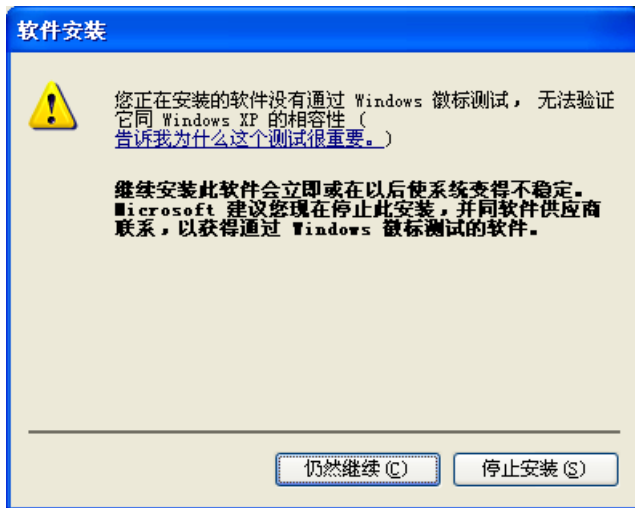 软件安装
您正在安装的软件没有通过 Windows 徽标测试， 无法验证
它同 Windows XP 的相容性（
告诉我为什么这个测试很重要。）
继续安装此软件会立即或在以后使系统变得不稳定。
Microsoft 建议您现在停止此安装，并同软件供应商
联系，以获得通过 Windows 徽标测试的软件。
仍然继续(C)
停止安装(S)